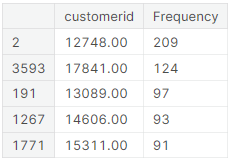 customerid Frequency
2 12748.00 209
3593 17841.00 124
191 13089.00 97
1267 14606.00 93
1771 15311.00 91